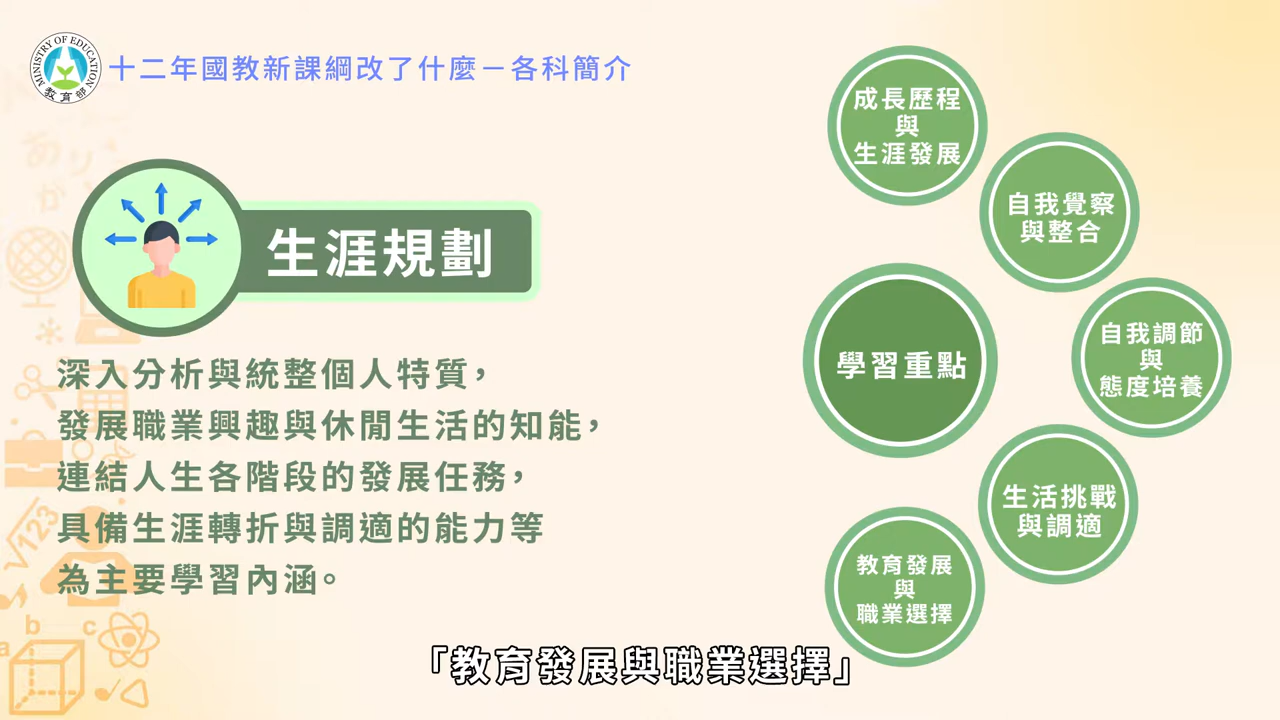 MINISTRY OF EDUCATION
教育部
十二年國教新課綱改了什麼－各科簡介
生涯規劃
深入分析與統整個人特質，
發展職業興趣與休閒生活的知能，
連結人生各階段的發展任務，
具備生涯轉折與調適的能力等
為主要學習內涵。
成長歷程
與
生涯發展
自我覺察
與整合
學習重點
自我調節
與
態度培養
生活挑戰
與調適
教育發展
與
職業選擇
「教育發展與職業選擇」
あ
か
123
a
b
c